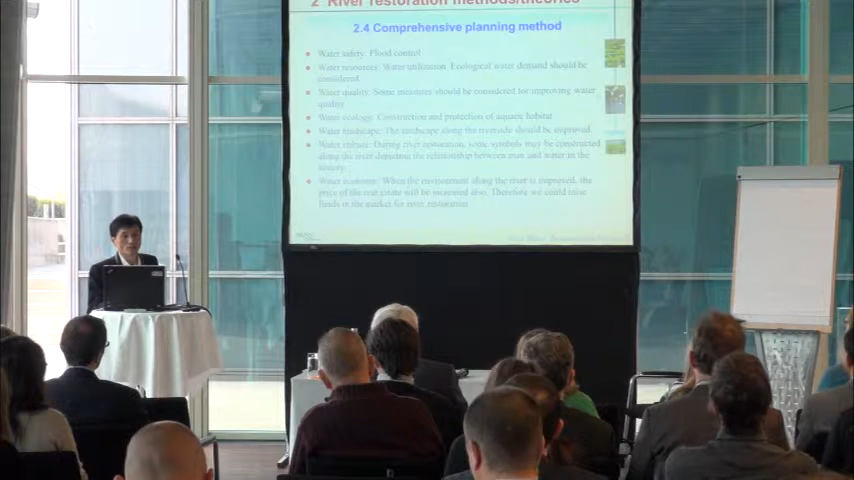 2 River restoration methods/theories
2.4 Comprehensive planning method
Water safety: Flood control
Water resources: Water utilization. Ecological water demand should be
considered.
Water quality: Some measures should be considered for improving water
quality.
Water ecology: Construction and protection of aquatic habitat
Water landscape: The landscape along the riverside should be improved.
Water culture: During river restoration, some symbols may be constructed
along the river denoting the relationship between man and water in the
Water economy: When the environment along the river is improved, the
price of the real estate will be increased also. Therefore we could raise
funds in the market for river restoration